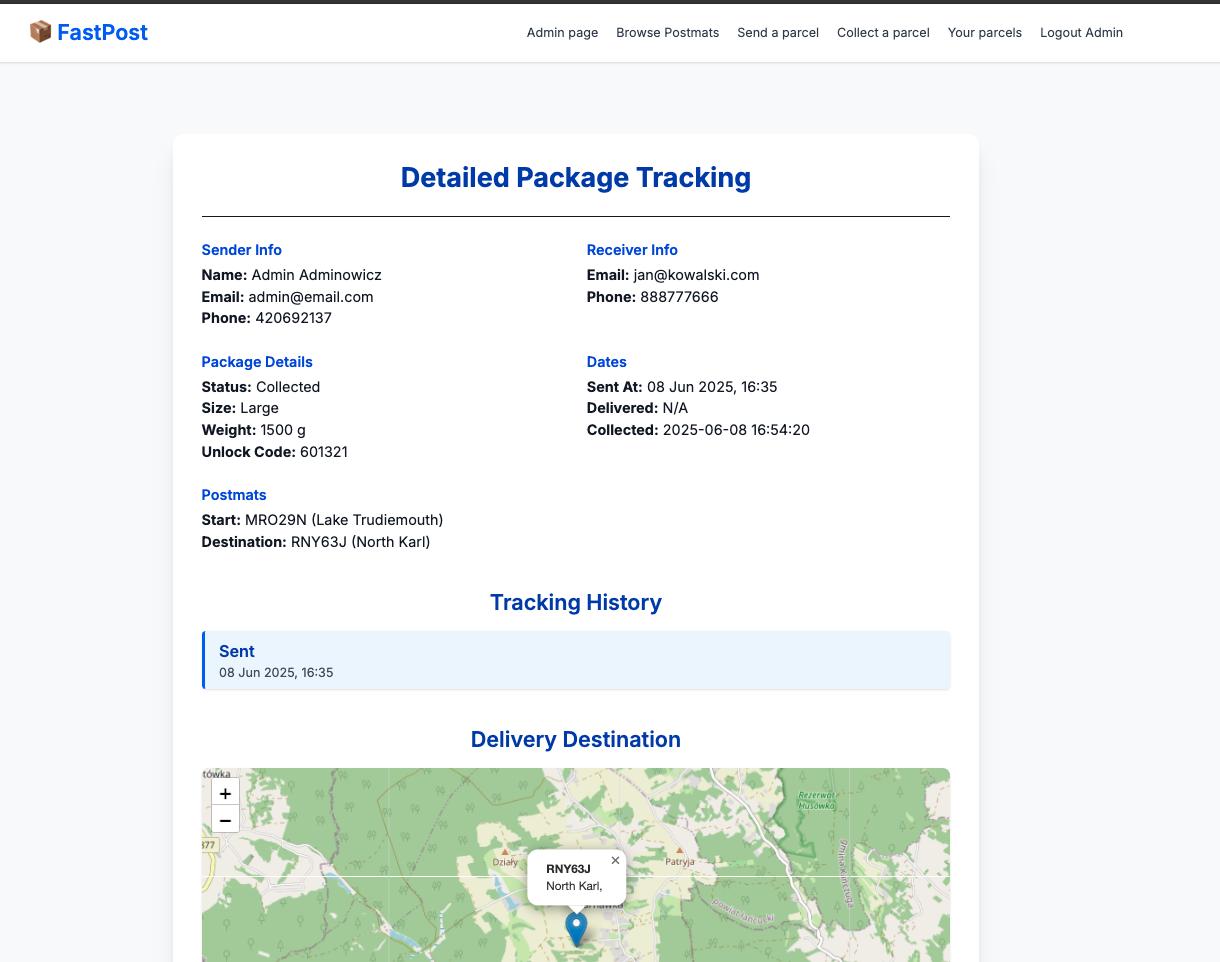 📦 FastPost
Admin page Browse Postmats Send a parcel Collect a parcel Your parcels Logout Admin
Detailed Package Tracking
Sender Info
Name: Admin Adminowicz
Email: admin@email.com
Phone: 420692137
Receiver Info
Email: jan@kowalski.com
Phone: 888777666
Package Details
Status: Collected
Size: Large
Weight: 1500 g
Unlock Code: 601321
Dates
Sent At: 08 Jun 2025, 16:35
Delivered: N/A
Collected: 2025-06-08 16:54:20
Postmats
Start: MRO29N (Lake Trudiemouth)
Destination: RNY63J (North Karl)
Tracking History
Sent
08 Jun 2025, 16:35
Delivery Destination
tówka
+
−
877
Rezerwat
Husówka
Działy
Patryja
RNY63J
North Karl,
×
powiat łańcucki